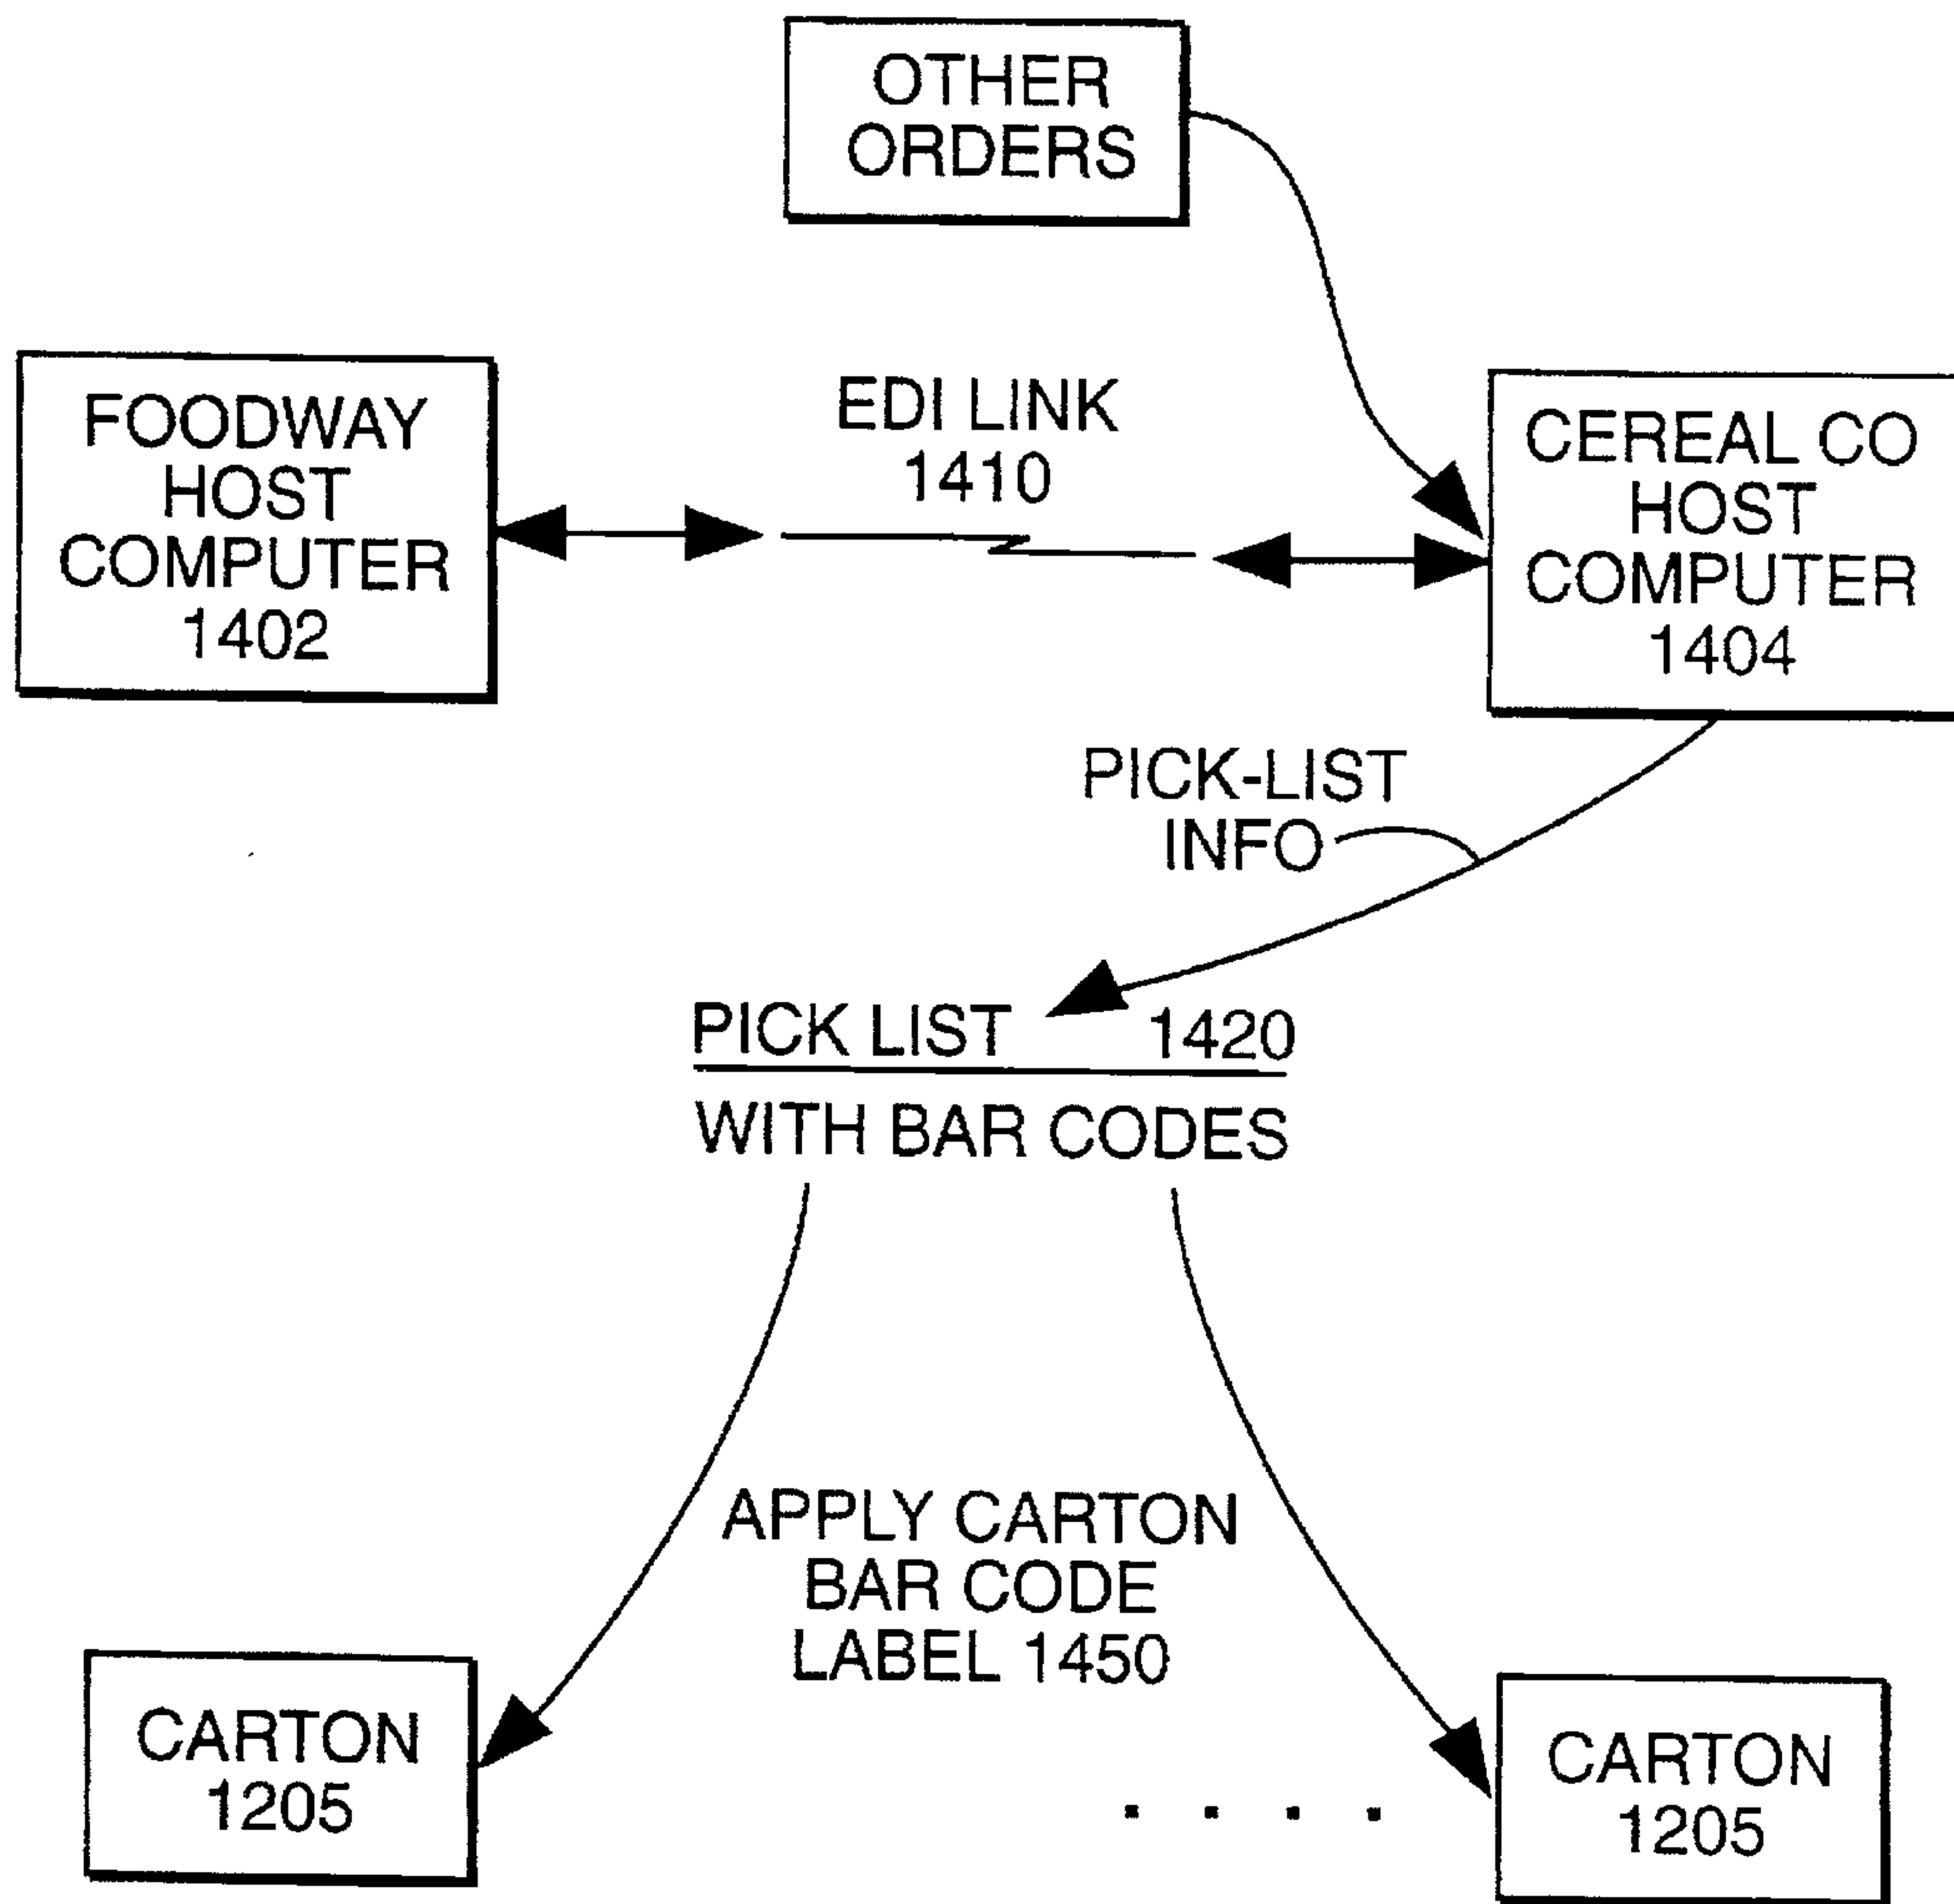 OTHER
ORDERS
FOODWAY
HOST
COMPUTER
1402
EDI LINK
1410
CEREAL CO
HOST
COMPUTER
1404
PICK-LIST
INFO
PICK LIST 1420
WITH BAR CODES
APPLY CARTON
BAR CODE
LABEL 1450
CARTON
1205
CARTON
1205